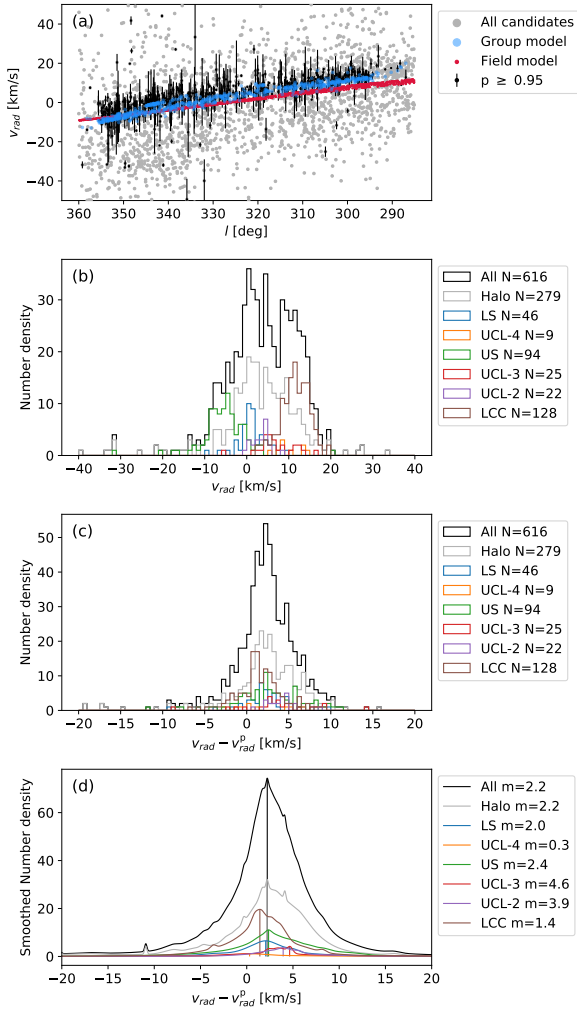 (a)
40
20
0
−20
−40
v_rad [km/s]
360 350 340 330 320 310 300 290
l [deg]
All candidates
Group model
Field model
p ≥ 0.95
(b)
30
20
10
0
Number density
−40 −30 −20 −10 0 10 20 30 40
v_rad [km/s]
All N=616
Halo N=279
LS N=46
UCL-4 N=9
US N=94
UCL-3 N=25
UCL-2 N=22
LCC N=128
(c)
50
40
30
20
10
0
Number density
−20 −15 −10 −5 0 5 10 15 20
v_rad − v^p_rad [km/s]
All N=616
Halo N=279
LS N=46
UCL-4 N=9
US N=94
UCL-3 N=25
UCL-2 N=22
LCC N=128
(d)
60
40
20
0
Smoothed Number density
−20 −15 −10 −5 0 5 10 15 20
v_rad − v^p_rad [km/s]
All m=2.2
Halo m=2.2
LS m=2.0
UCL-4 m=0.3
US m=2.4
UCL-3 m=4.6
UCL-2 m=3.9
LCC m=1.4